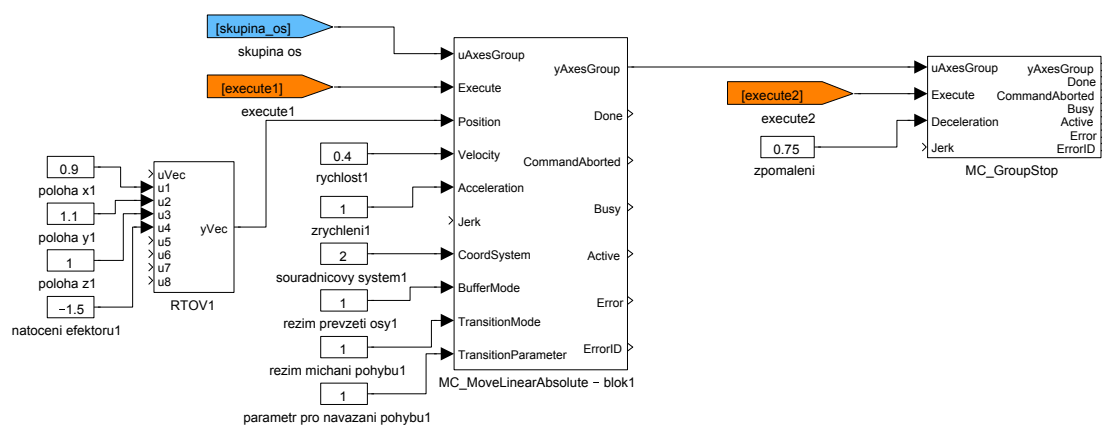 [skupina_os]
skupina os
[execute1]
execute1
0.9
poloha x1
1.1
poloha y1
1
poloha z1
−1.5
natoceni efektoru1
uVec
u1
u2
u3
u4
u5
u6
u7
u8
yVec
RTOV1
0.4
rychlost1
1
zrychleni1
2
souradnicovy system1
1
rezim prevzeti osy1
1
rezim michani pohybu1
1
parametr pro navazani pohybu1
uAxesGroup
Execute
Position
Velocity
Acceleration
Jerk
CoordSystem
BufferMode
TransitionMode
TransitionParameter
yAxesGroup
Done
CommandAborted
Busy
Active
Error
ErrorID
MC_MoveLinearAbsolute − blok1
[execute2]
execute2
0.75
zpomaleni
uAxesGroup
Execute
Deceleration
Jerk
yAxesGroup
Done
CommandAborted
Busy
Active
Error
ErrorID
MC_GroupStop